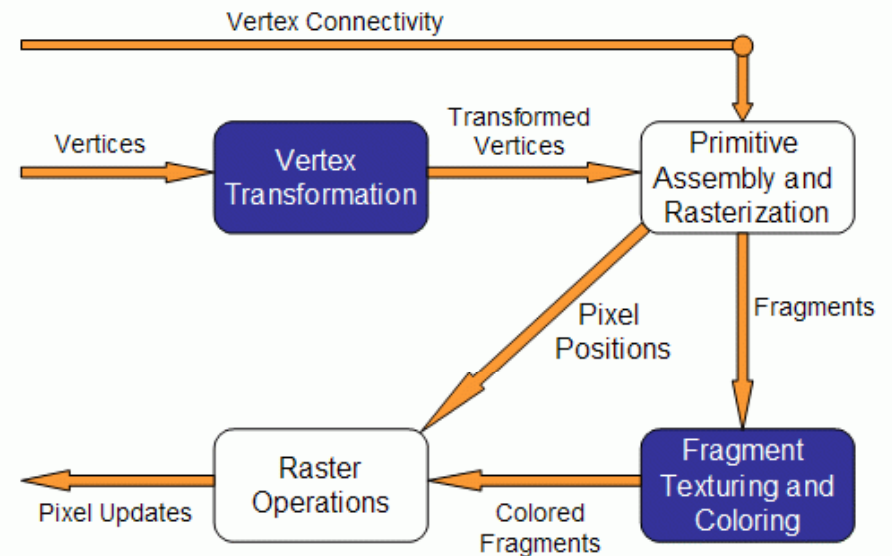 Vertex Connectivity
Vertices
Vertex
Transformation
Transformed
Vertices
Primitive
Assembly and
Rasterization
Pixel
Positions
Fragments
Fragment
Texturing and
Coloring
Colored
Fragments
Raster
Operations
Pixel Updates